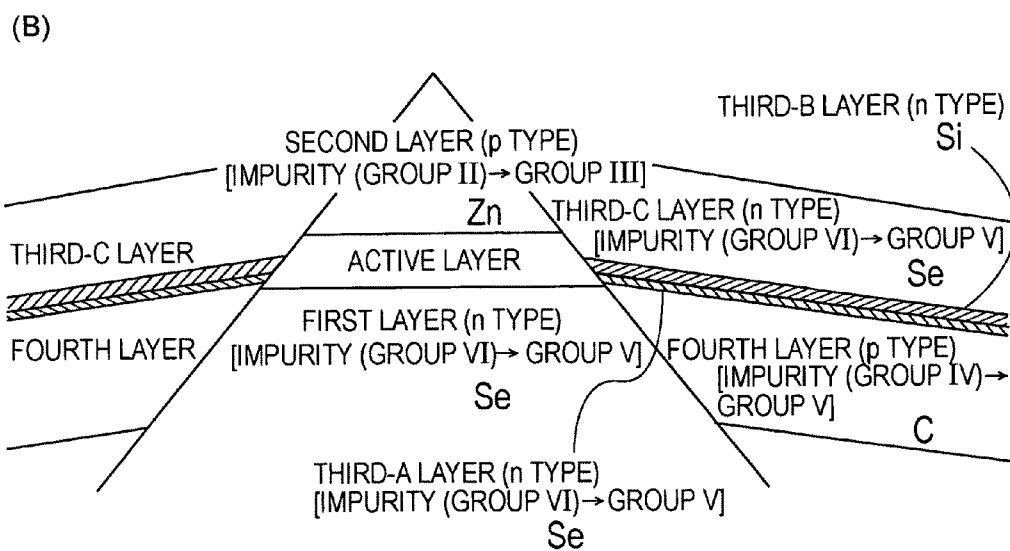 (B)
THIRD-B LAYER (n TYPE)
Si
SECOND LAYER (p TYPE)
[IMPURITY (GROUP II)→ GROUP III]
Zn
THIRD-C LAYER (n TYPE)
[IMPURITY (GROUP VI)→ GROUP V]
Se
THIRD-C LAYER
ACTIVE LAYER
FIRST LAYER (n TYPE)
[IMPURITY (GROUP VI)→ GROUP V]
Se
FOURTH LAYER
FOURTH LAYER (p TYPE)
[IMPURITY (GROUP IV)→
GROUP V]
C
THIRD-A LAYER (n TYPE)
[IMPURITY (GROUP VI)→ GROUP V]
Se